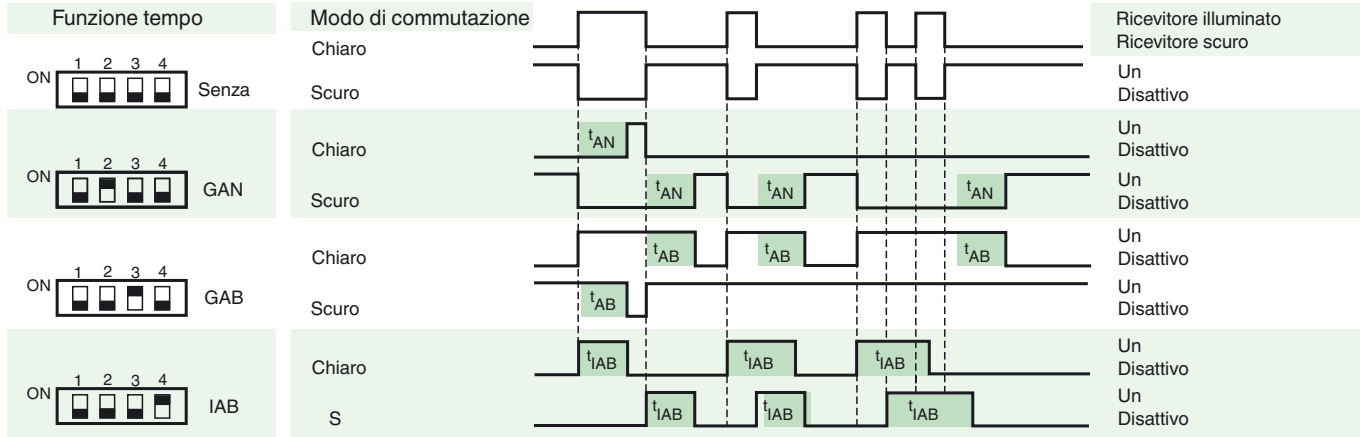 Funzione tempo
Modo di commutazione
Ricevitore illuminato
Ricevitore scuro
Chiaro
ON 1 2 3 4 Senza
Scuro
Un
Disattivo
Chiaro
tAN
Un
Disattivo
ON 1 2 3 4 GAN
Scuro
tAN tAN tAN
Un
Disattivo
Chiaro
tAB tAB tAB
Un
Disattivo
ON 1 2 3 4 GAB
Scuro
tAB
Un
Disattivo
Chiaro
tIAB tIAB tIAB
Un
Disattivo
ON 1 2 3 4 IAB
S
tIAB tIAB tIAB
Un
Disattivo